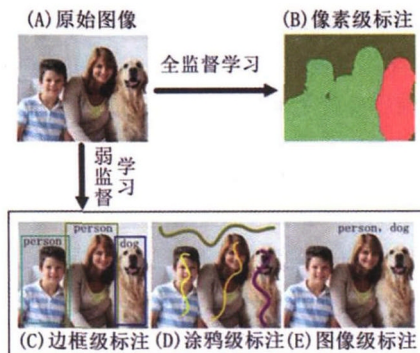 (A)原始图像
(B)像素级标注
全监督学习
弱监督
学习
person
person
dog
person, dog
(C)边框级标注
(D)涂鸦级标注
(E)图像级标注